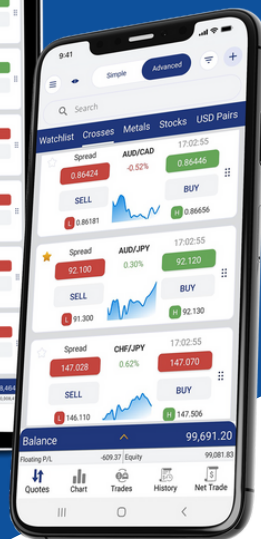 9:41
Simple Advanced
Search
Watchlist Crosses Metals Stocks USD Pairs
Spread AUD/CAD 17:02:55
0.86424 -0.52% 0.86446
SELL BUY
L 0.86181 H 0.86656
Spread AUD/JPY 17:02:55
92.100 0.30% 92.120
SELL BUY
L 91.300 H 92.130
Spread CHF/JPY 17:02:55
147.028 0.62% 147.070
SELL BUY
L 146.110 H 147.506
Balance 99,691.20
Floating P/L -609.37 Equity 99,081.83
Quotes Chart Trades History Net Trade